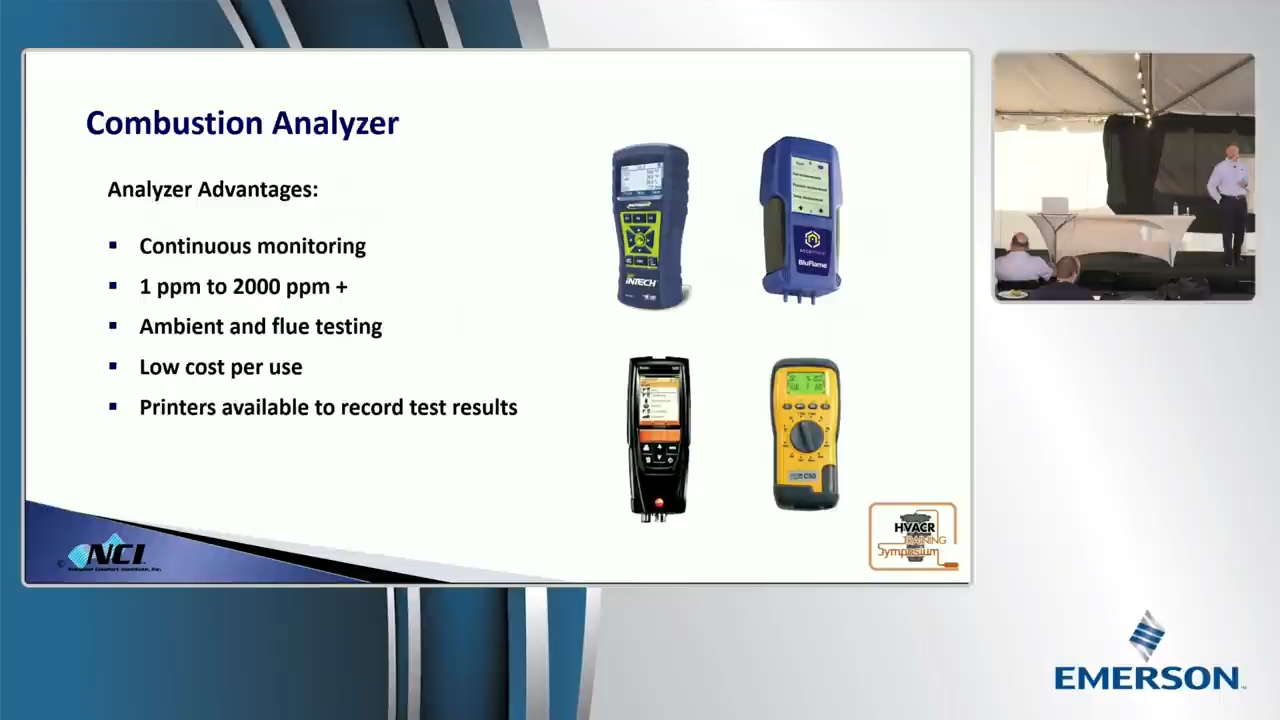 Combustion Analyzer
Analyzer Advantages:
▪ Continuous monitoring
▪ 1 ppm to 2000 ppm +
▪ Ambient and flue testing
▪ Low cost per use
▪ Printers available to record test results
INTECH
BluFlame
C50
© NCI
HVACR
TRAINING
Symposium
EMERSON